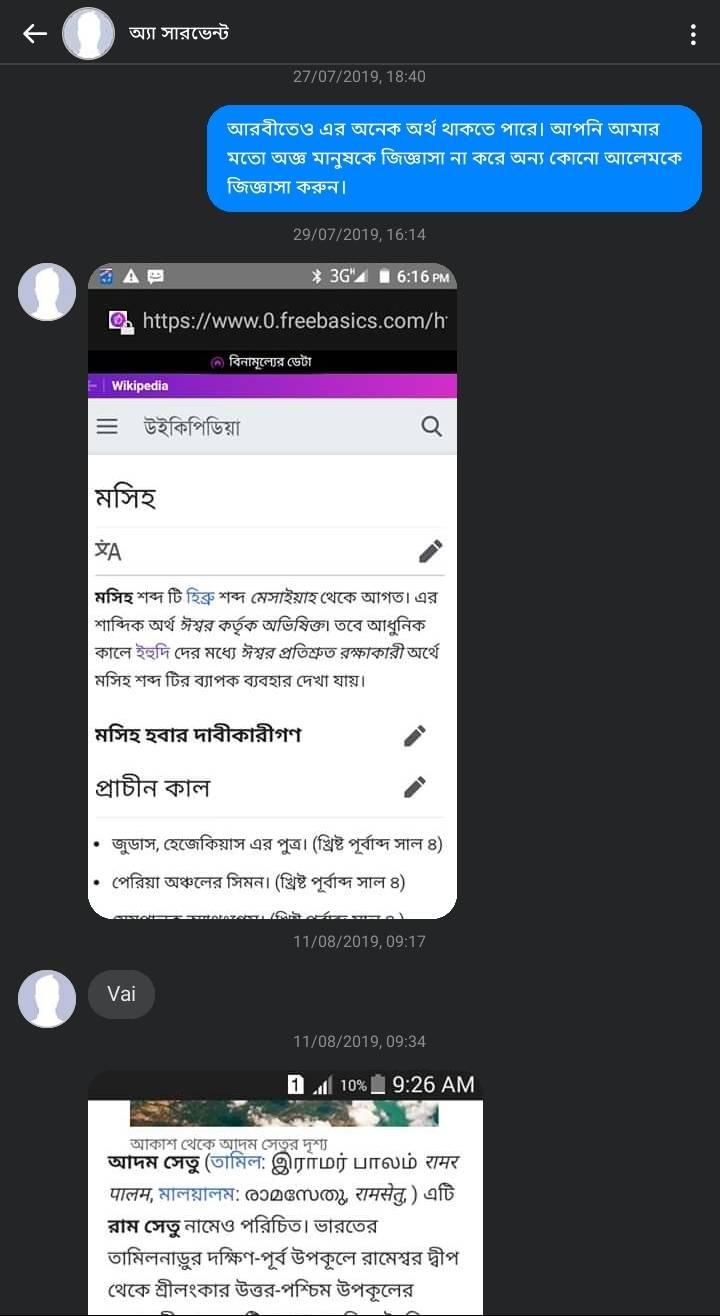 অ্যা সারভেন্ট
27/07/2019, 18:40
আরবীতেও এর অনেক অর্থ থাকতে পারে। আপনি আমার
মতো অজ্ঞ মানুষকে জিজ্ঞাসা না করে অন্য কোনো আলেমকে
জিজ্ঞাসা করুন।
29/07/2019, 16:14
3G H 6:16 PM
https://www.0.freebasics.com/h
বিনামূল্যের ডেটা
Wikipedia
উইকিপিডিয়া
মসিহ
文A
মসিহ শব্দ টি হিব্রু শব্দ মেসাইয়াহ থেকে আগত। এর
শাব্দিক অর্থ ঈশ্বর কর্তৃক অভিষিক্ত। তবে আধুনিক
কালে ইহুদি দের মধ্যে ঈশ্বর প্রতিশ্রুত রক্ষাকারী অর্থে
মসিহ শব্দ টির ব্যাপক ব্যবহার দেখা যায়।
মসিহ হবার দাবীকারীগণ
প্রাচীন কাল
• জুডাস, হেজেকিয়াস এর পুত্র। (খ্রিষ্ট পূর্বাব্দ সাল ৪)
• পেরিয়া অঞ্চলের সিমন। (খ্রিষ্ট পূর্বাব্দ সাল ৪)
11/08/2019, 09:17
Vai
11/08/2019, 09:34
1 10% 9:26 AM
আকাশ থেকে আদম সেতুর দৃশ্য
আদম সেতু (তামিল: இராமர் பாலம் রামর
পালম, মালয়ালম: രാമസേതു, রামসেতু, ) এটি
রাম সেতু নামেও পরিচিত। ভারতের
তামিলনাড়ুর দক্ষিণ-পূর্ব উপকূলে রামেশ্বর দ্বীপ
থেকে শ্রীলংকার উত্তর-পশ্চিম উপকূলের